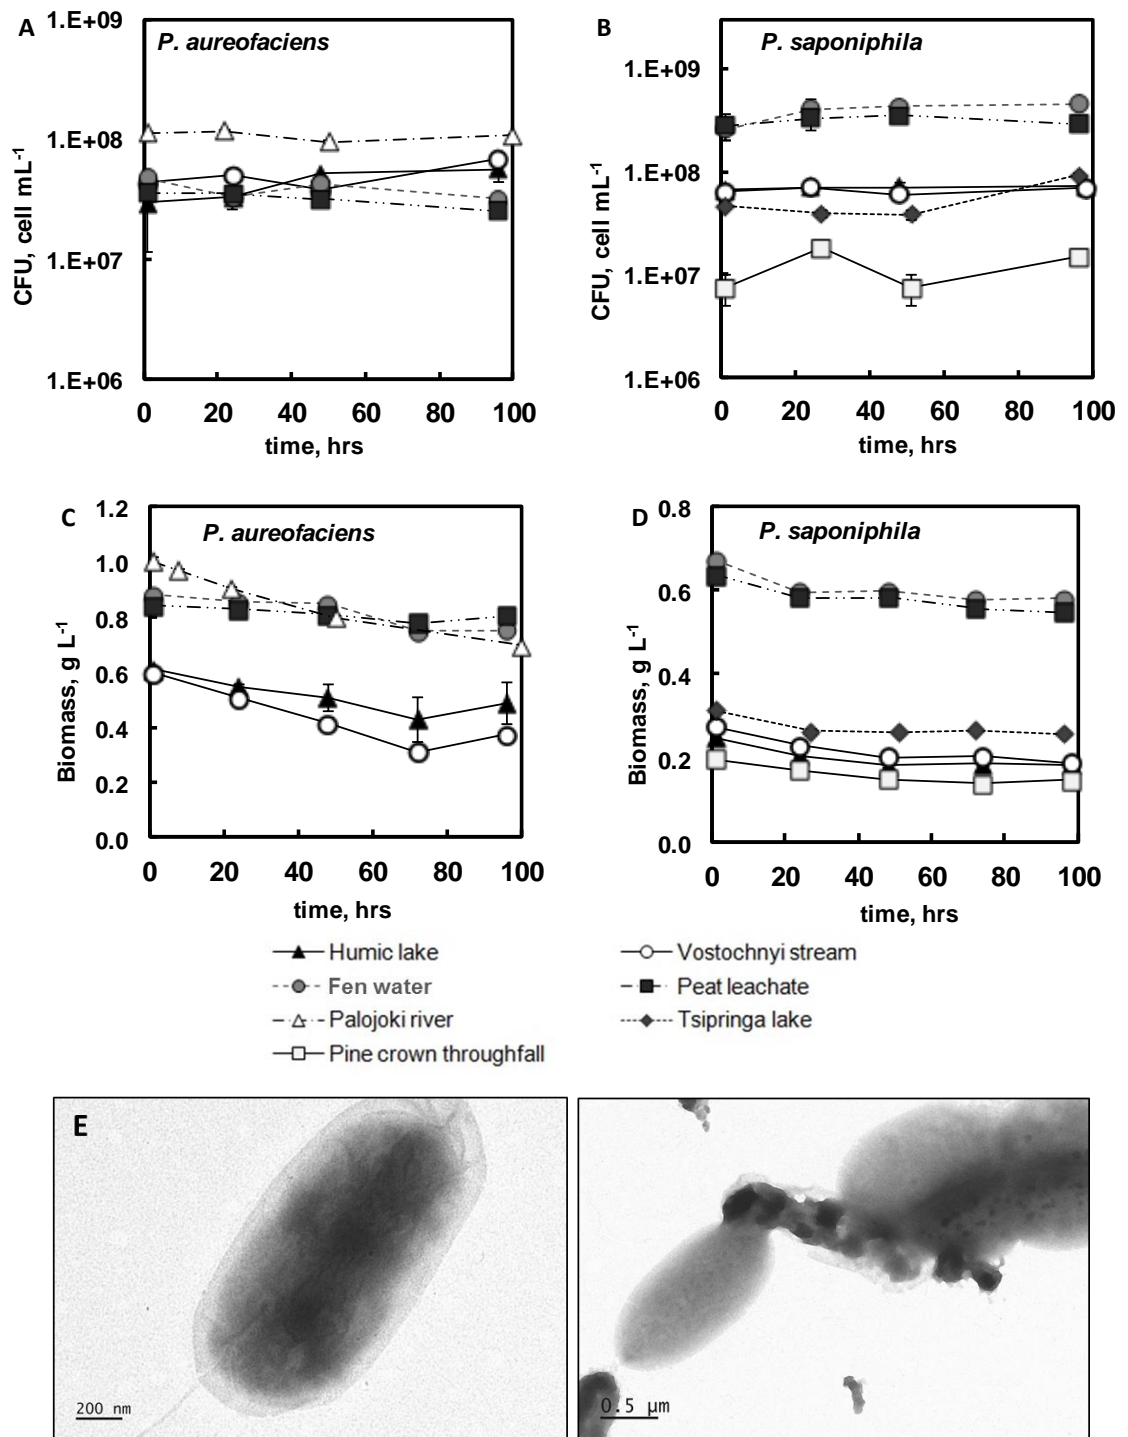 A
P. aureofaciens
1.E+09
1.E+08
1.E+07
1.E+06
CFU, cell mL-1
0 20 40 60 80 100
time, hrs
B
P. saponiphila
1.E+09
1.E+08
1.E+07
1.E+06
CFU, cell mL-1
0 20 40 60 80 100
time, hrs
C
P. aureofaciens
1.2
1.0
0.8
0.6
0.4
0.2
0.0
Biomass, g L-1
0 20 40 60 80 100
time, hrs
D
P. saponiphila
0.8
0.6
0.4
0.2
0.0
Biomass, g L-1
0 20 40 60 80 100
time, hrs
Humic lake
Vostochnyi stream
Fen water
Peat leachate
Palojoki river
Tsipringa lake
Pine crown throughfall
E
200 nm
0.5 µm